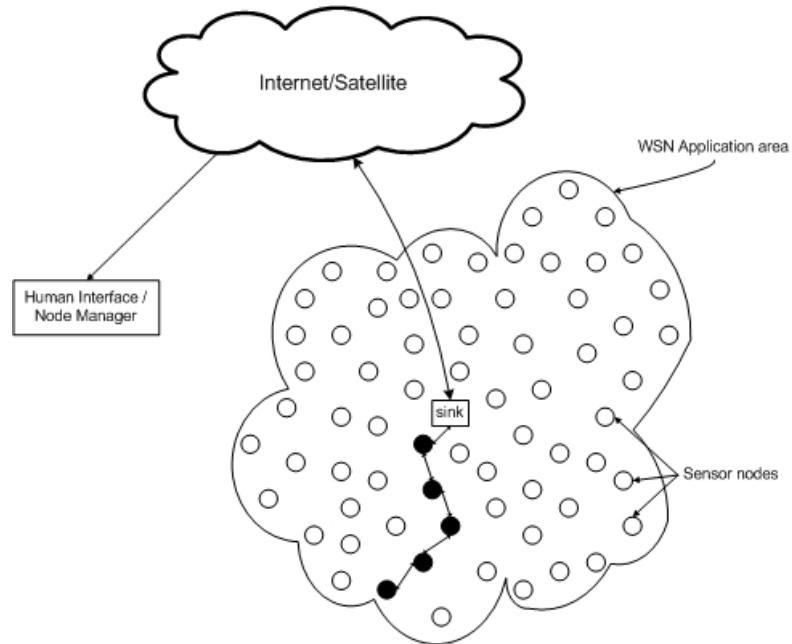 Internet/Satellite
WSN Application area
Human Interface /
Node Manager
sink
Sensor nodes